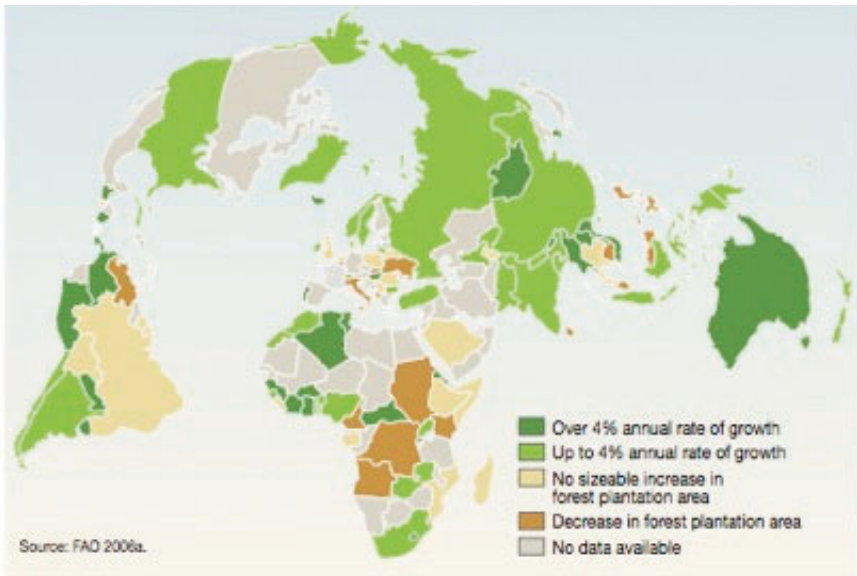 Over 4% annual rate of growth
Up to 4% annual rate of growth
No sizeable increase in
forest plantation area
Decrease in forest plantation area
No data available
Source: FAO 2006a.